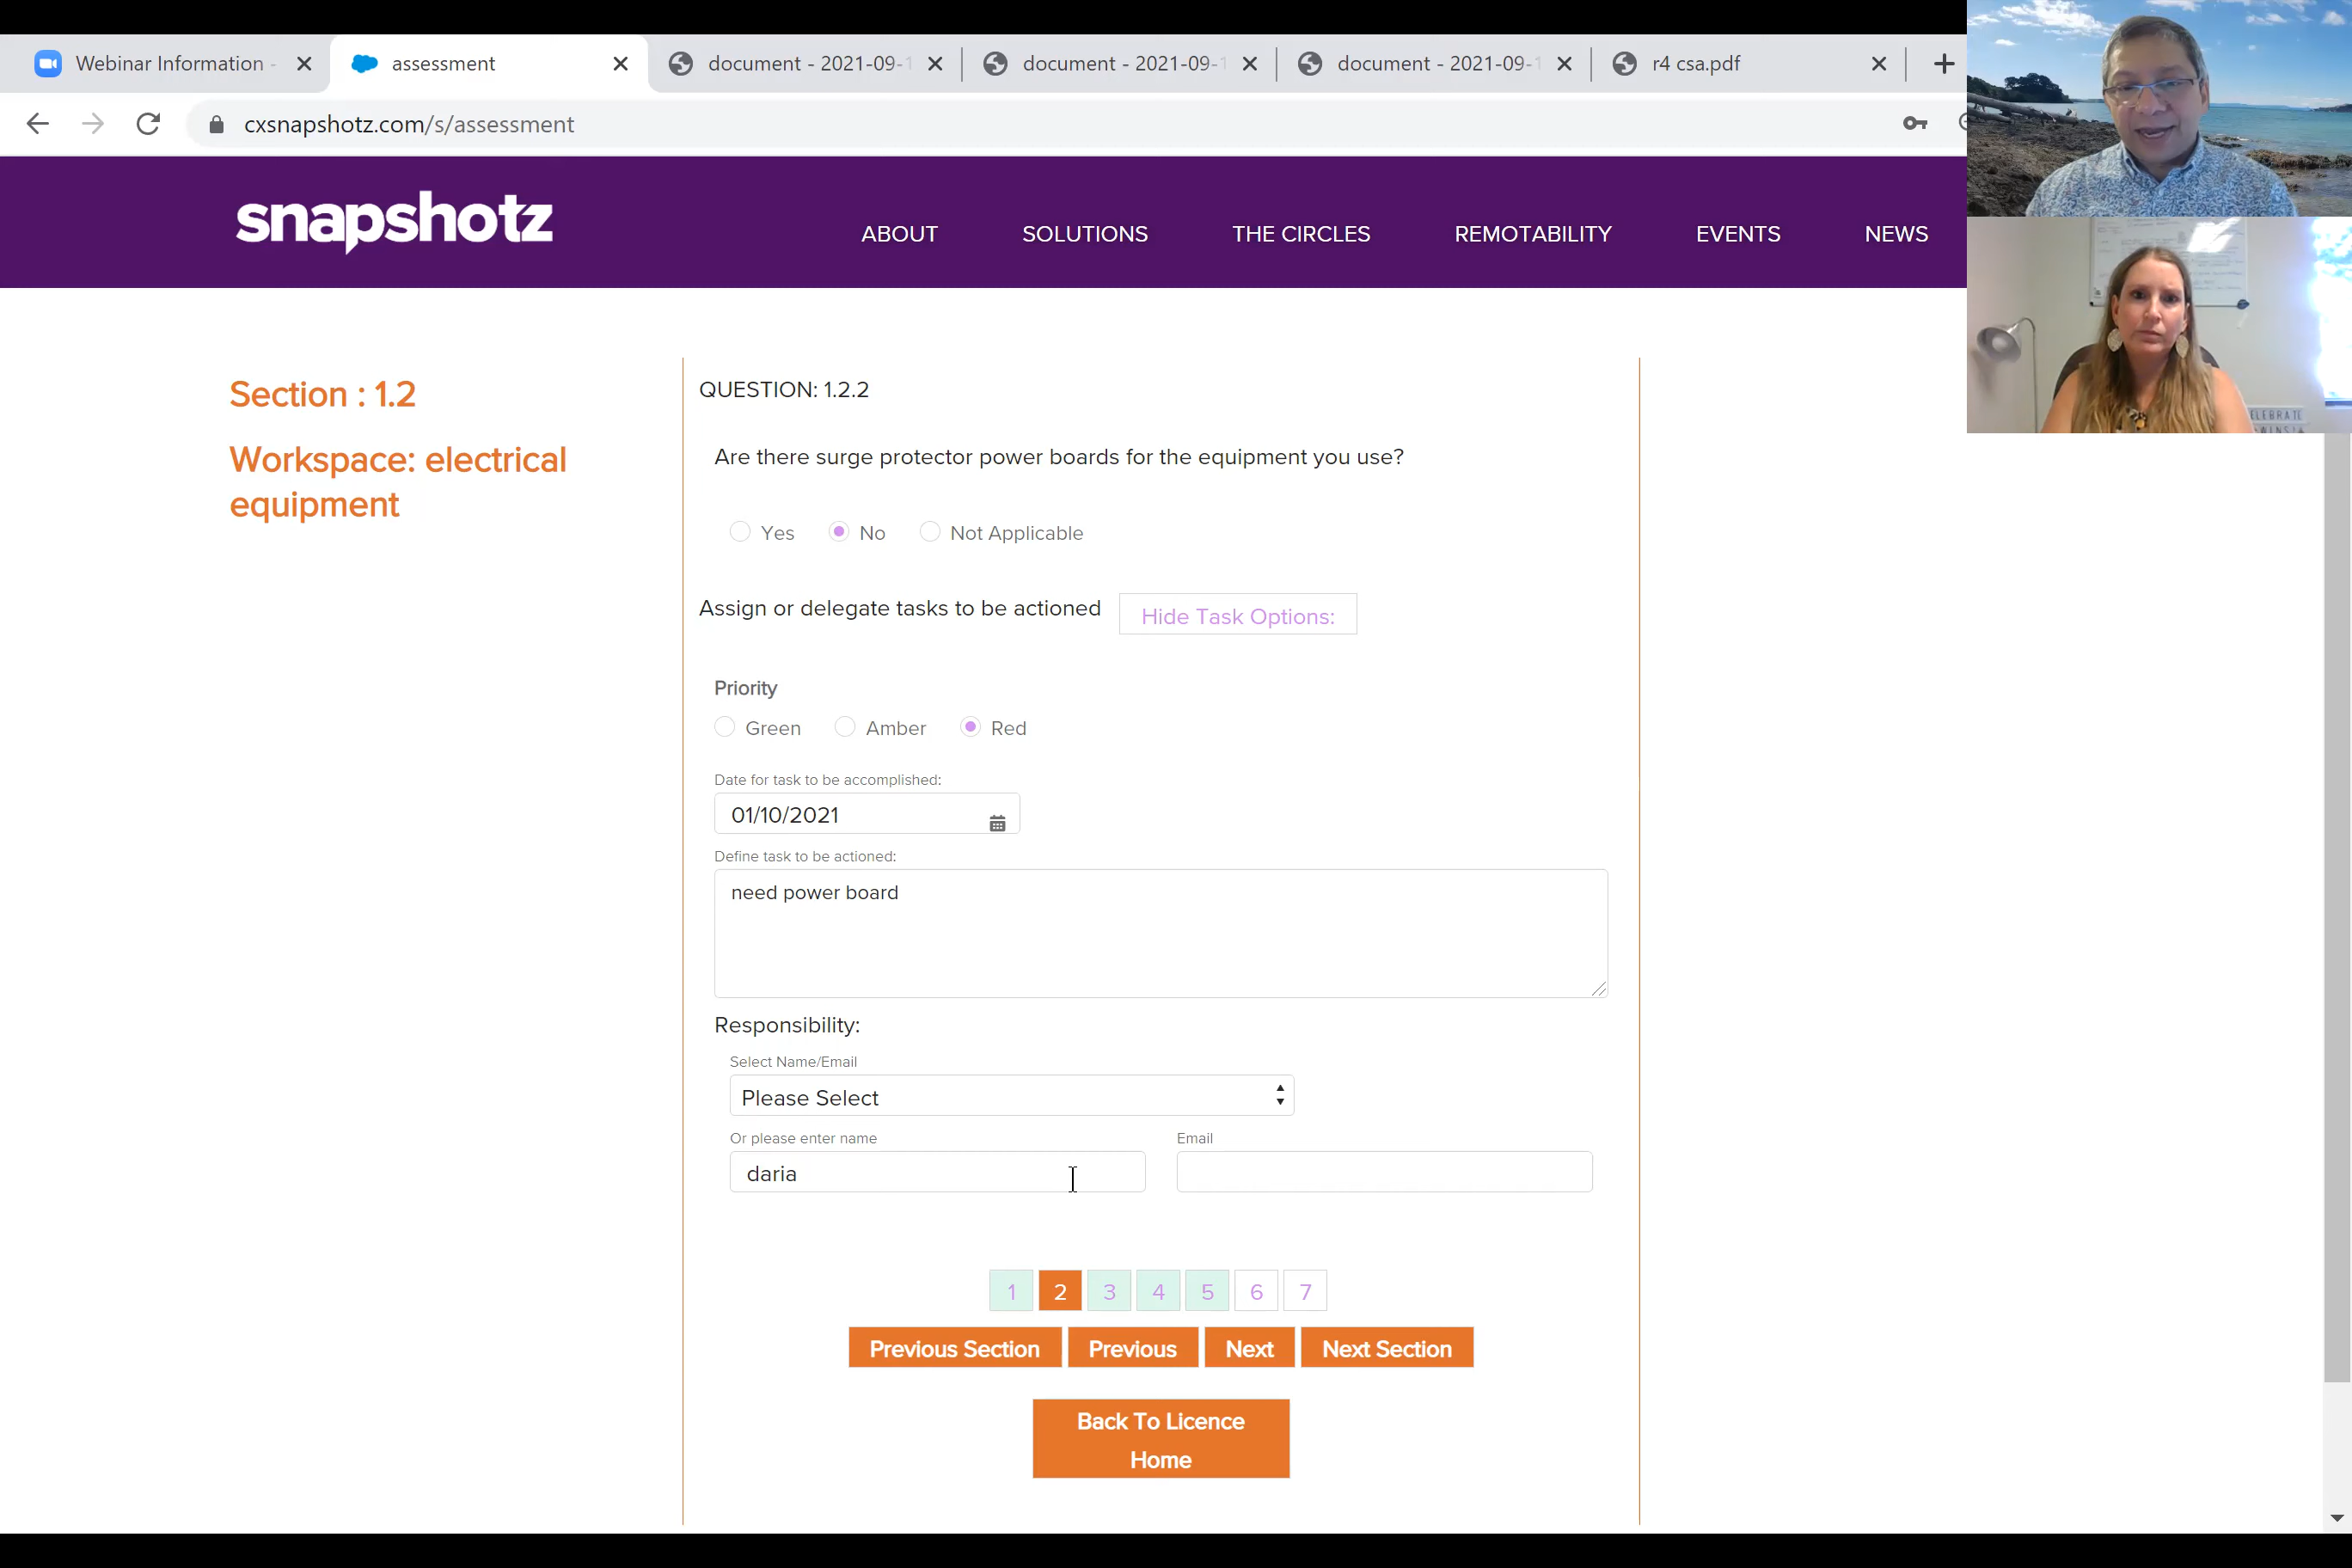 Webinar Information -
assessment
document - 2021-09-1
document - 2021-09-1
document - 2021-09-1
r4 csa.pdf
cxsnapshotz.com/s/assessment
snapshotz
ABOUT
SOLUTIONS
THE CIRCLES
REMOTABILITY
EVENTS
NEWS
Section : 1.2
Workspace: electrical
equipment
QUESTION: 1.2.2
Are there surge protector power boards for the equipment you use?
Yes No Not Applicable
Assign or delegate tasks to be actioned Hide Task Options:
Priority
Green Amber Red
Date for task to be accomplished:
01/10/2021
Define task to be actioned:
need power board
Responsibility:
Select Name/Email
Please Select
Or please enter name Email
daria
1 2 3 4 5 6 7
Previous Section Previous Next Next Section
Back To Licence
Home